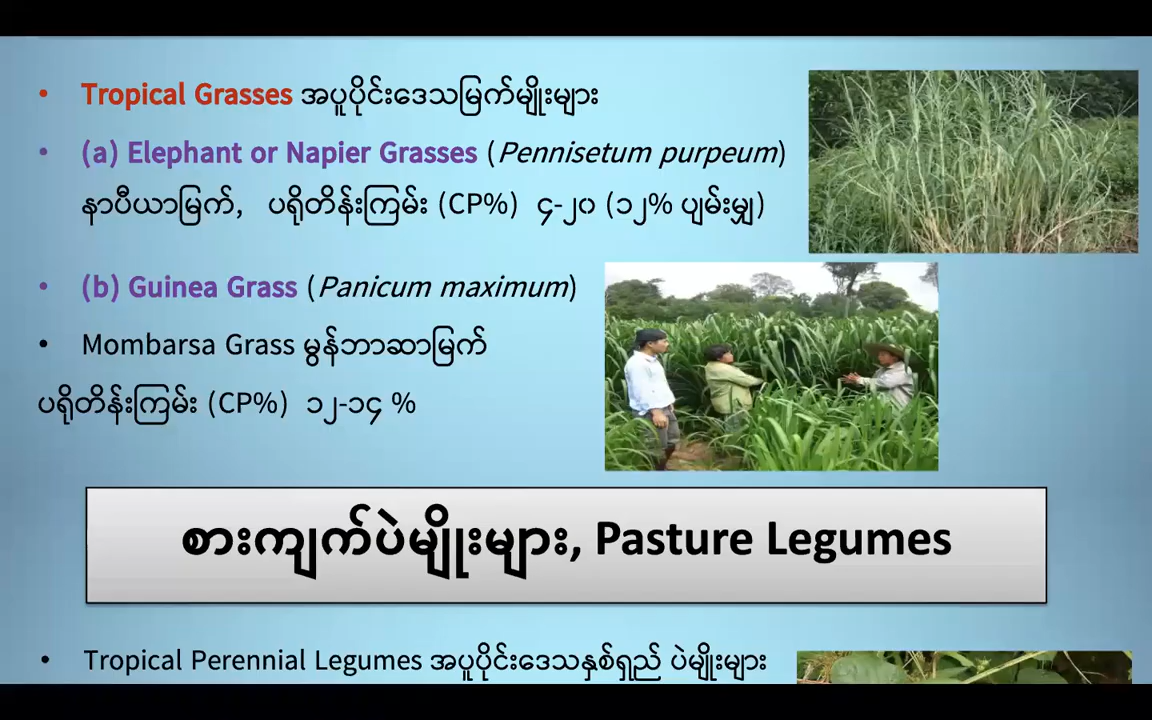 • Tropical Grasses အပူပိုင်းဒေသမြက်မျိုးများ
• (a) Elephant or Napier Grasses (Pennisetum purpeum)
နာပီယာမြက်, ပရိုတိန်းကြမ်း (CP%) ၄-၂၀ (၁၂% ပျမ်းမျှ)
• (b) Guinea Grass (Panicum maximum)
• Mombarsa Grass မွန်ဘာဆာမြက်
ပရိုတိန်းကြမ်း (CP%) ၁၂-၁၄ %
စားကျက်ပဲမျိုးများ, Pasture Legumes
• Tropical Perennial Legumes အပူပိုင်းဒေသနှစ်ရှည် ပဲမျိုးများ